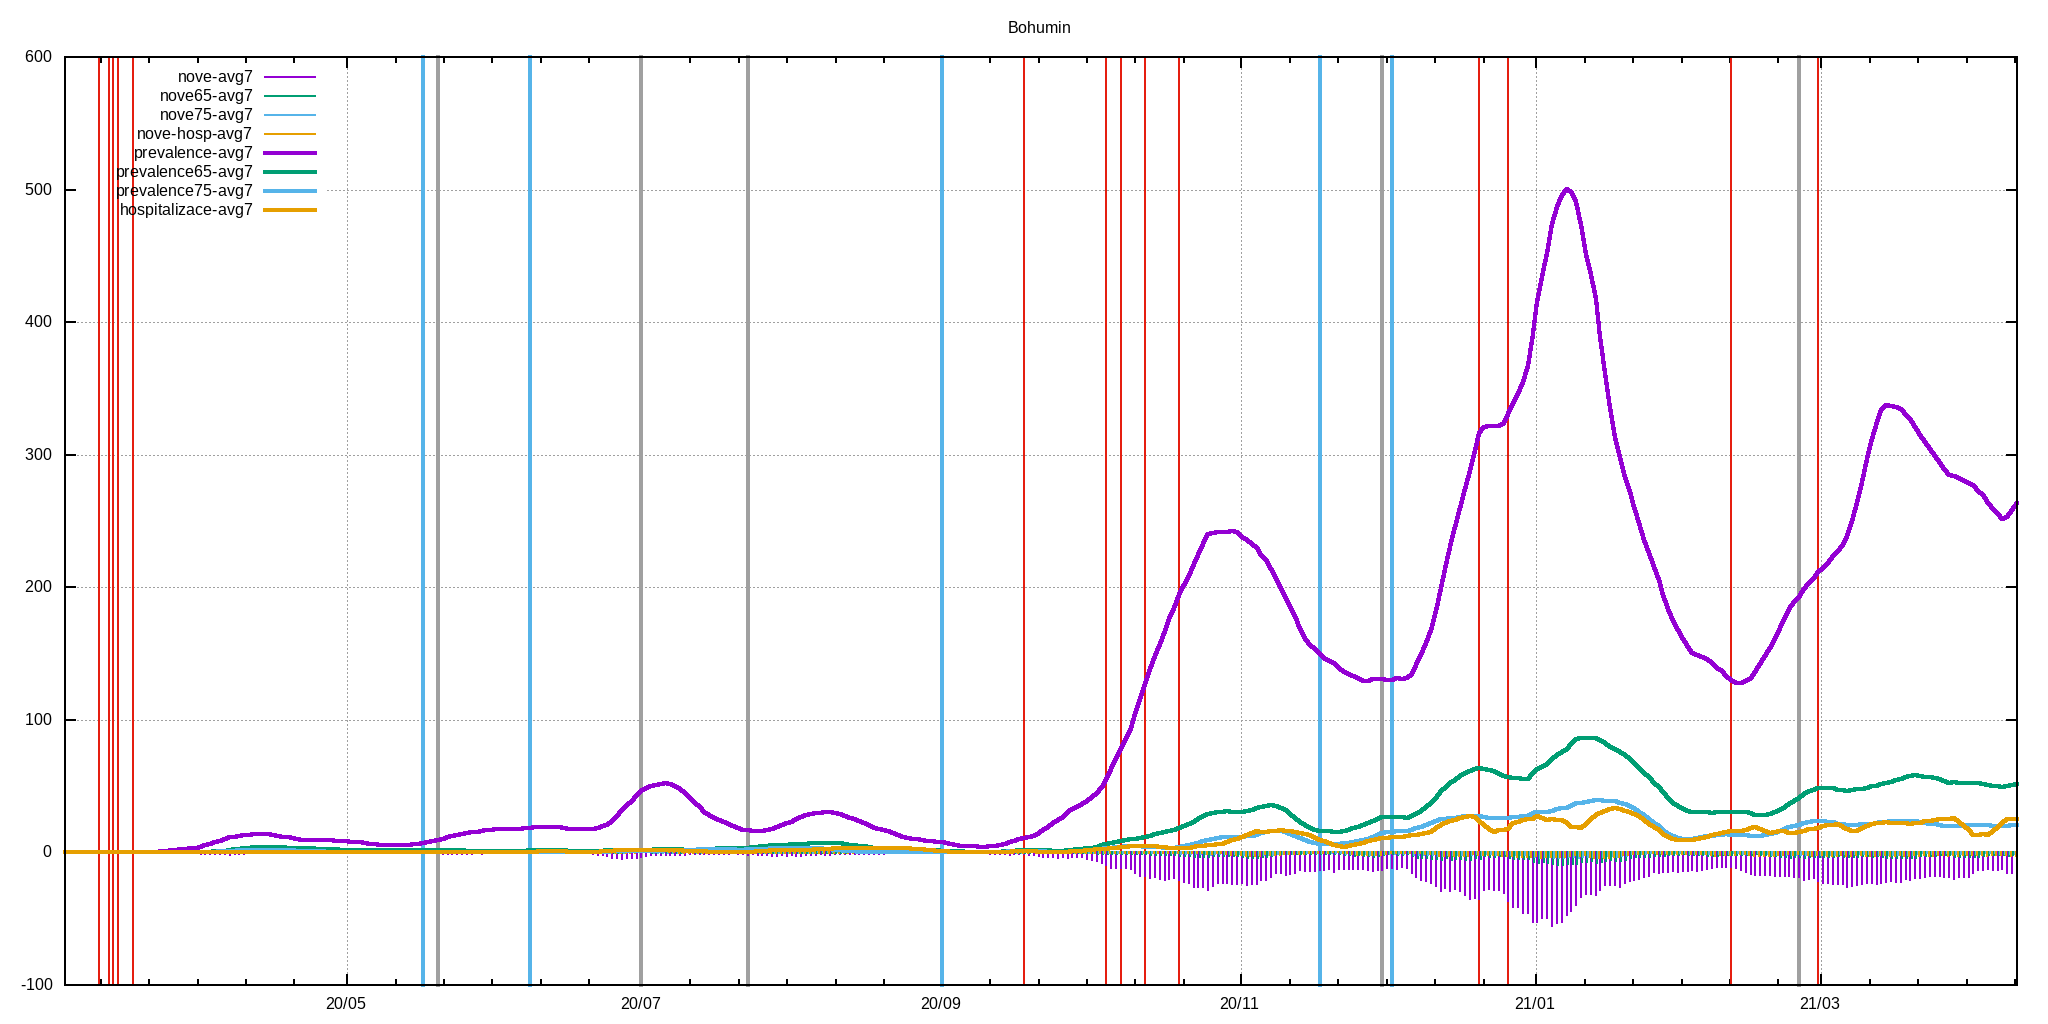 Bohumin
600
500
400
300
200
100
0
-100
nove-avg7
nove65-avg7
nove75-avg7
nove-hosp-avg7
prevalence-avg7
prevalence65-avg7
prevalence75-avg7
hospitalizace-avg7
20/05 20/07 20/09 20/11 21/01 21/03